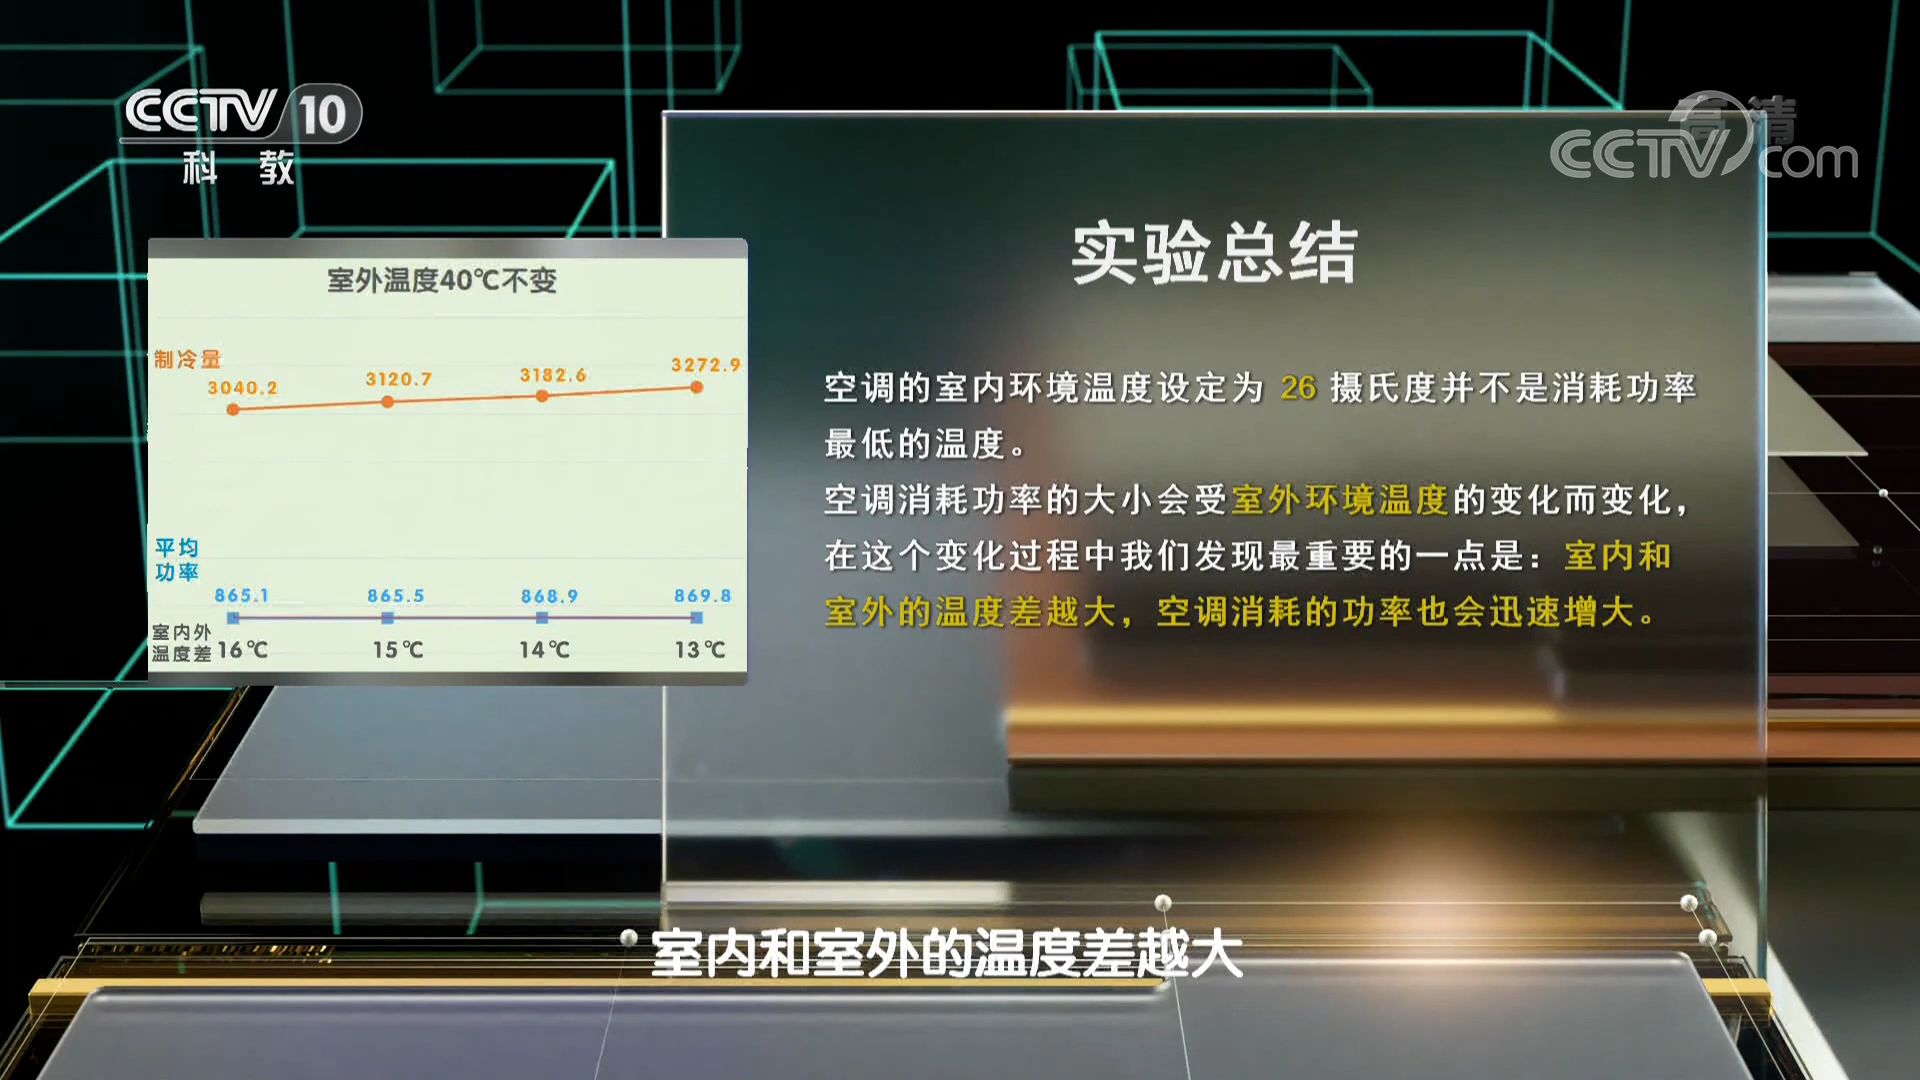 CCTV 10
科 教
高清
CCTV com
室外温度40℃不变
制冷量
3040.2 3120.7 3182.6 3272.9
平均
功率
865.1 865.5 868.9 869.8
室内外
温度差 16℃ 15℃ 14℃ 13℃
实验总结
空调的室内环境温度设定为 26 摄氏度并不是消耗功率
最低的温度。
空调消耗功率的大小会受室外环境温度的变化而变化，
在这个变化过程中我们发现最重要的一点是：室内和
室外的温度差越大，空调消耗的功率也会迅速增大。
室内和室外的温度差越大